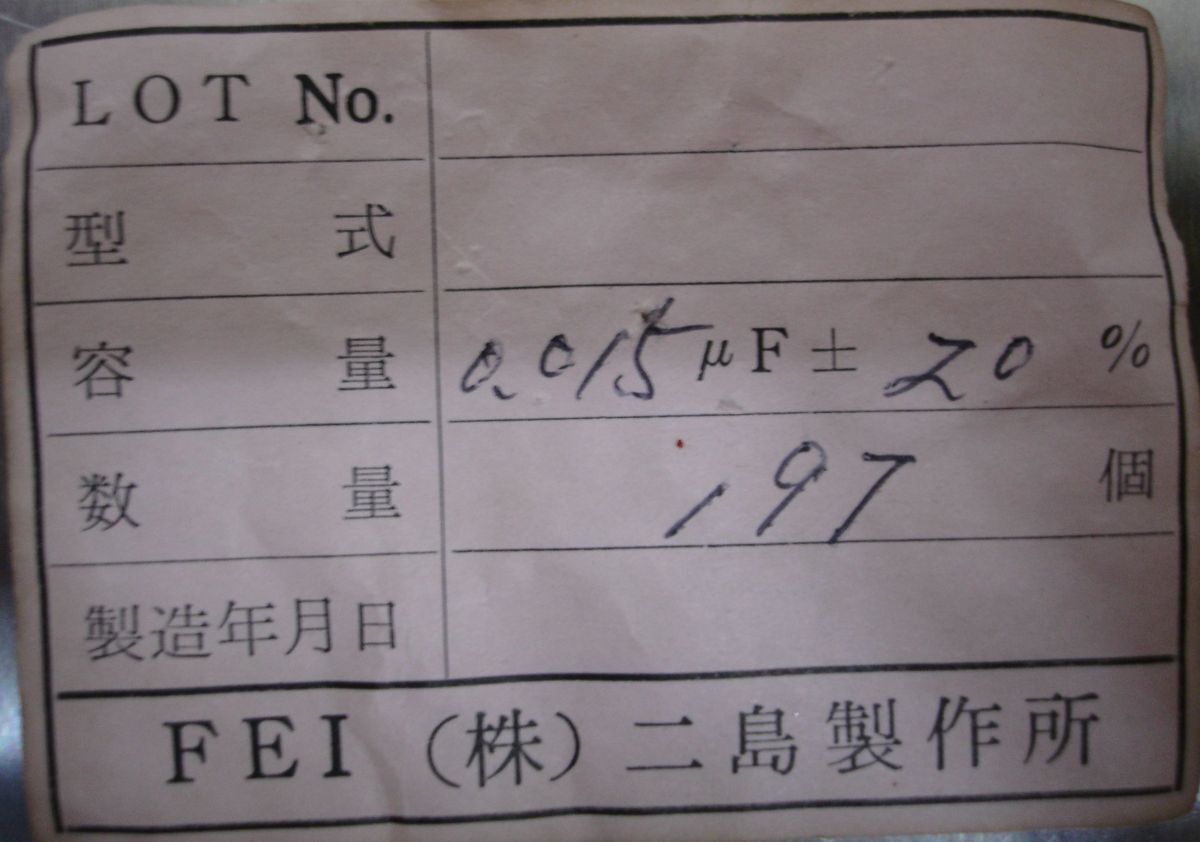 LOT No.
型式
容量 0.015 μF ± 20 %
数量 197 個
製造年月日
FEI (株) 二島製作所